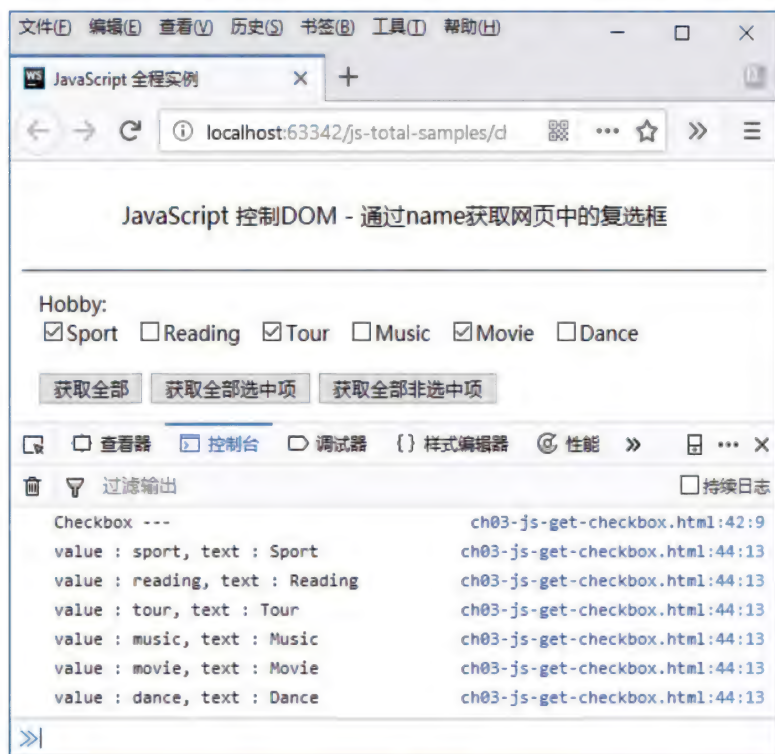 文件(F) 编辑(E) 查看(V) 历史(S) 书签(B) 工具(T) 帮助(H)
WS JavaScript 全程实例
localhost:63342/js-total-samples/cl
JavaScript 控制DOM - 通过name获取网页中的复选框
Hobby:
Sport Reading Tour Music Movie Dance
获取全部 获取全部选中项 获取全部非选中项
查看器 控制台 调试器 {} 样式编辑器 性能
过滤输出 持续日志
Checkbox --- ch03-js-get-checkbox.html:42:9
value : sport, text : Sport ch03-js-get-checkbox.html:44:13
value : reading, text : Reading ch03-js-get-checkbox.html:44:13
value : tour, text : Tour ch03-js-get-checkbox.html:44:13
value : music, text : Music ch03-js-get-checkbox.html:44:13
value : movie, text : Movie ch03-js-get-checkbox.html:44:13
value : dance, text : Dance ch03-js-get-checkbox.html:44:13